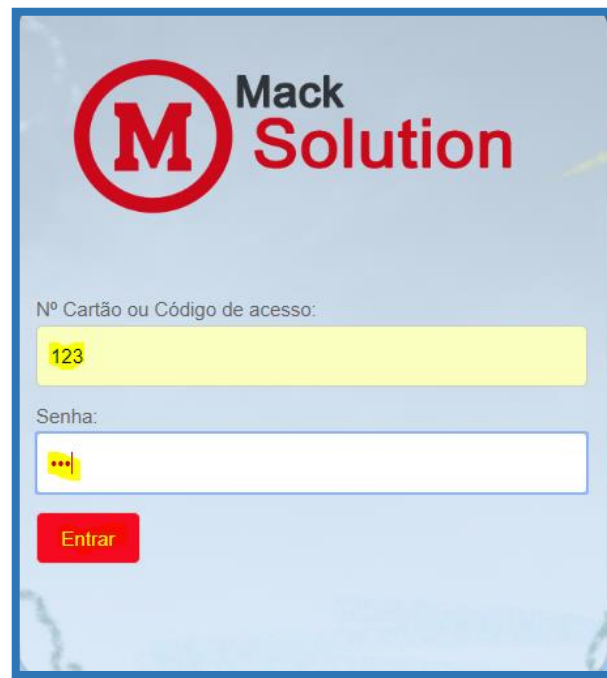 M
Mack
Solution
Nº Cartão ou Código de acesso:
123
Senha:
•••
Entrar